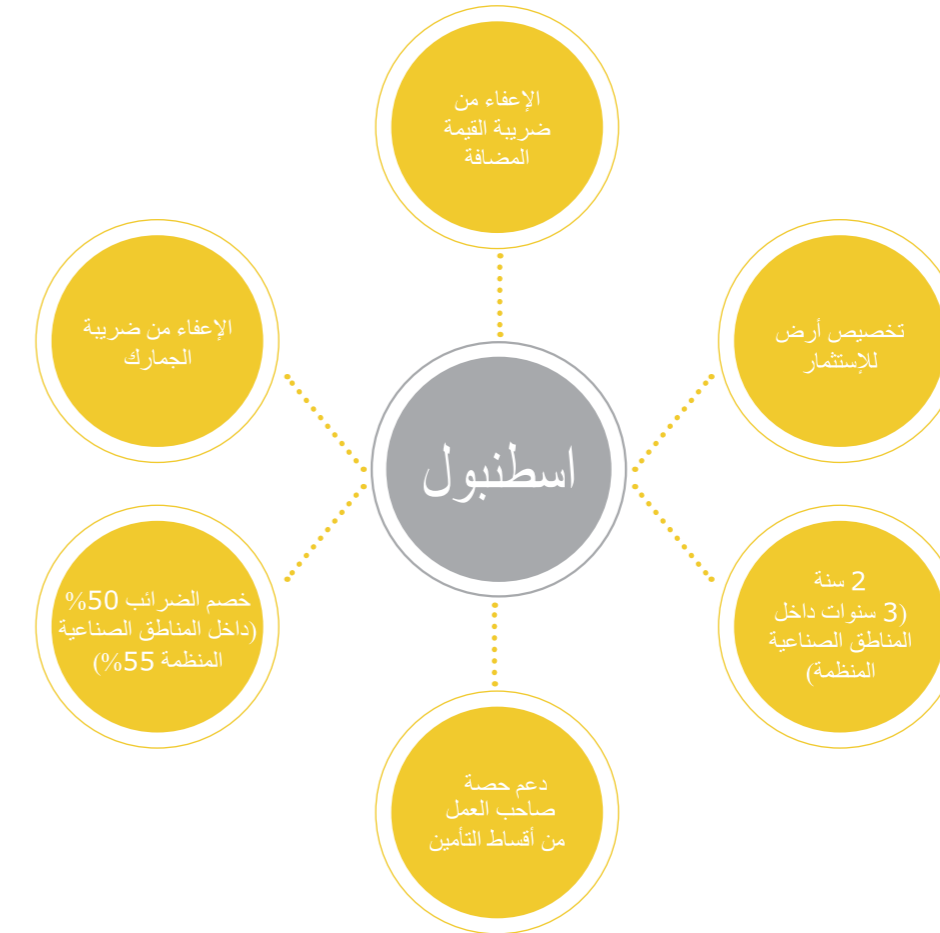 الإعفاء من
ضريبة القيمة
المضافة
تخصيص أرض
للإستثمار
الإعفاء من ضريبة
الجمارك
اسطنبول
2 سنة
(3 سنوات داخل
المناطق الصناعية
المنظمة)
خصم الضرائب 50%
(داخل المناطق الصناعية
المنظمة 55%)
دعم حصة
صاحب العمل
من أقساط التأمين